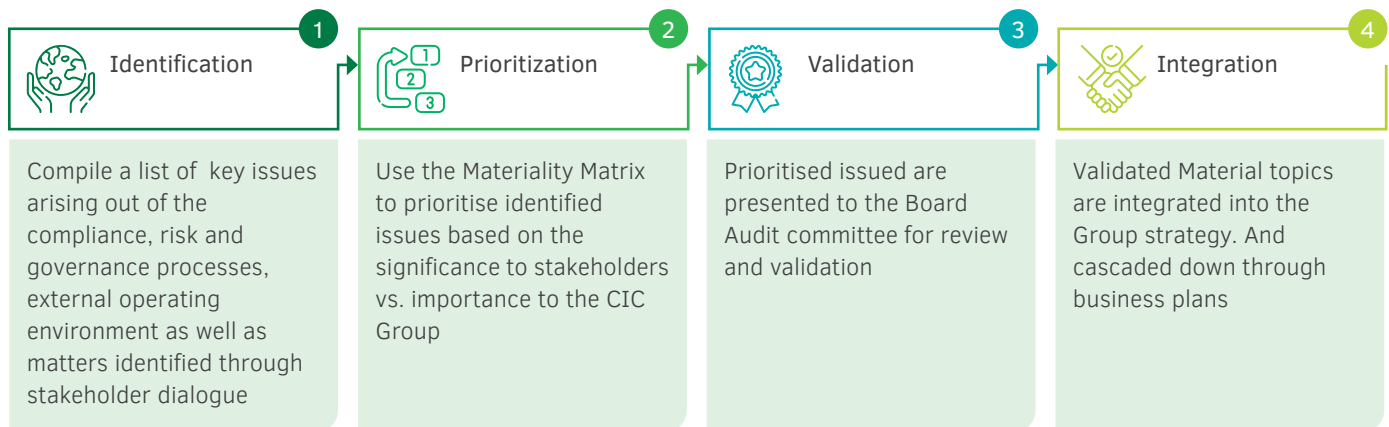 1
Identification
Compile a list of key issues
arising out of the
compliance, risk and
governance processes,
external operating
environment as well as
matters identified through
stakeholder dialogue
2
1
2
3
Prioritization
Use the Materiality Matrix
to prioritise identified
issues based on the
significance to stakeholders
vs. importance to the CIC
Group
3
Validation
Prioritised issued are
presented to the Board
Audit committee for review
and validation
4
Integration
Validated Material topics
are integrated into the
Group strategy. And
cascaded down through
business plans